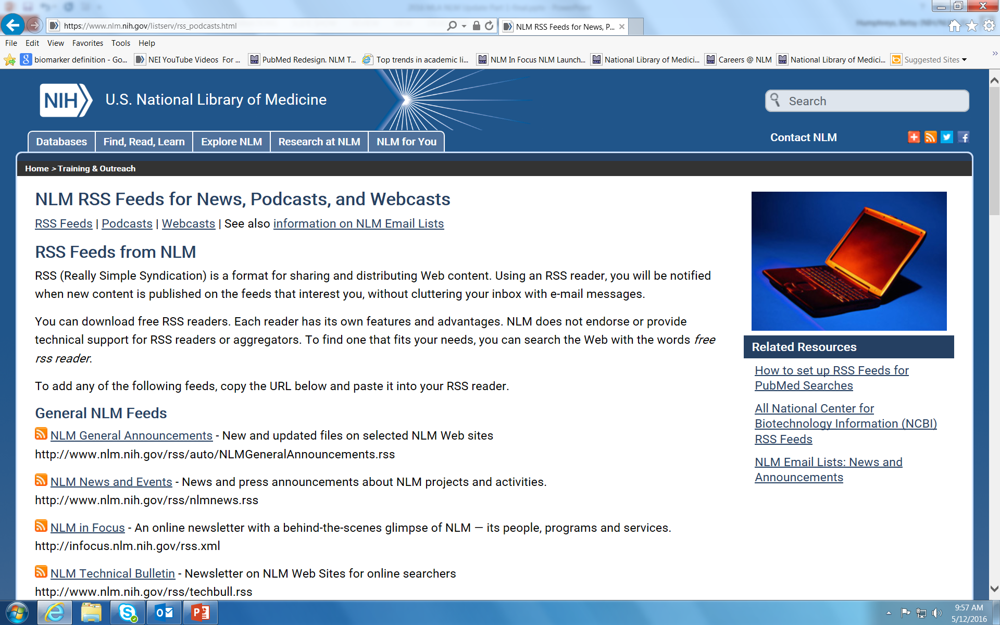 https://www.nlm.nih.gov/listserv/rss_podcasts.html
NLM RSS Feeds for News, P...
File Edit View Favorites Tools Help
biomarker definition - Go... NEI YouTube Videos For ... PubMed Redesign. NLM T... Top trends in academic li... NLM In Focus NLM Launch... National Library of Medici... Careers @ NLM National Library of Medici... Suggested Sites
NIH U.S. National Library of Medicine
Search
Databases Find, Read, Learn Explore NLM Research at NLM NLM for You
Contact NLM
Home > Training & Outreach
NLM RSS Feeds for News, Podcasts, and Webcasts
RSS Feeds | Podcasts | Webcasts | See also information on NLM Email Lists
RSS Feeds from NLM
RSS (Really Simple Syndication) is a format for sharing and distributing Web content. Using an RSS reader, you will be notified
when new content is published on the feeds that interest you, without cluttering your inbox with e-mail messages.
You can download free RSS readers. Each reader has its own features and advantages. NLM does not endorse or provide
technical support for RSS readers or aggregators. To find one that fits your needs, you can search the Web with the words free
rss reader.
To add any of the following feeds, copy the URL below and paste it into your RSS reader.
General NLM Feeds
NLM General Announcements - New and updated files on selected NLM Web sites
http://www.nlm.nih.gov/rss/auto/NLMGeneralAnnouncements.rss
NLM News and Events - News and press announcements about NLM projects and activities.
http://www.nlm.nih.gov/rss/nlmnews.rss
NLM in Focus - An online newsletter with a behind-the-scenes glimpse of NLM — its people, programs and services.
http://infocus.nlm.nih.gov/rss.xml
NLM Technical Bulletin - Newsletter on NLM Web Sites for online searchers
http://www.nlm.nih.gov/rss/techbull.rss
Related Resources
How to set up RSS Feeds for
PubMed Searches
All National Center for
Biotechnology Information (NCBI)
RSS Feeds
NLM Email Lists: News and
Announcements
9:57 AM
5/12/2016